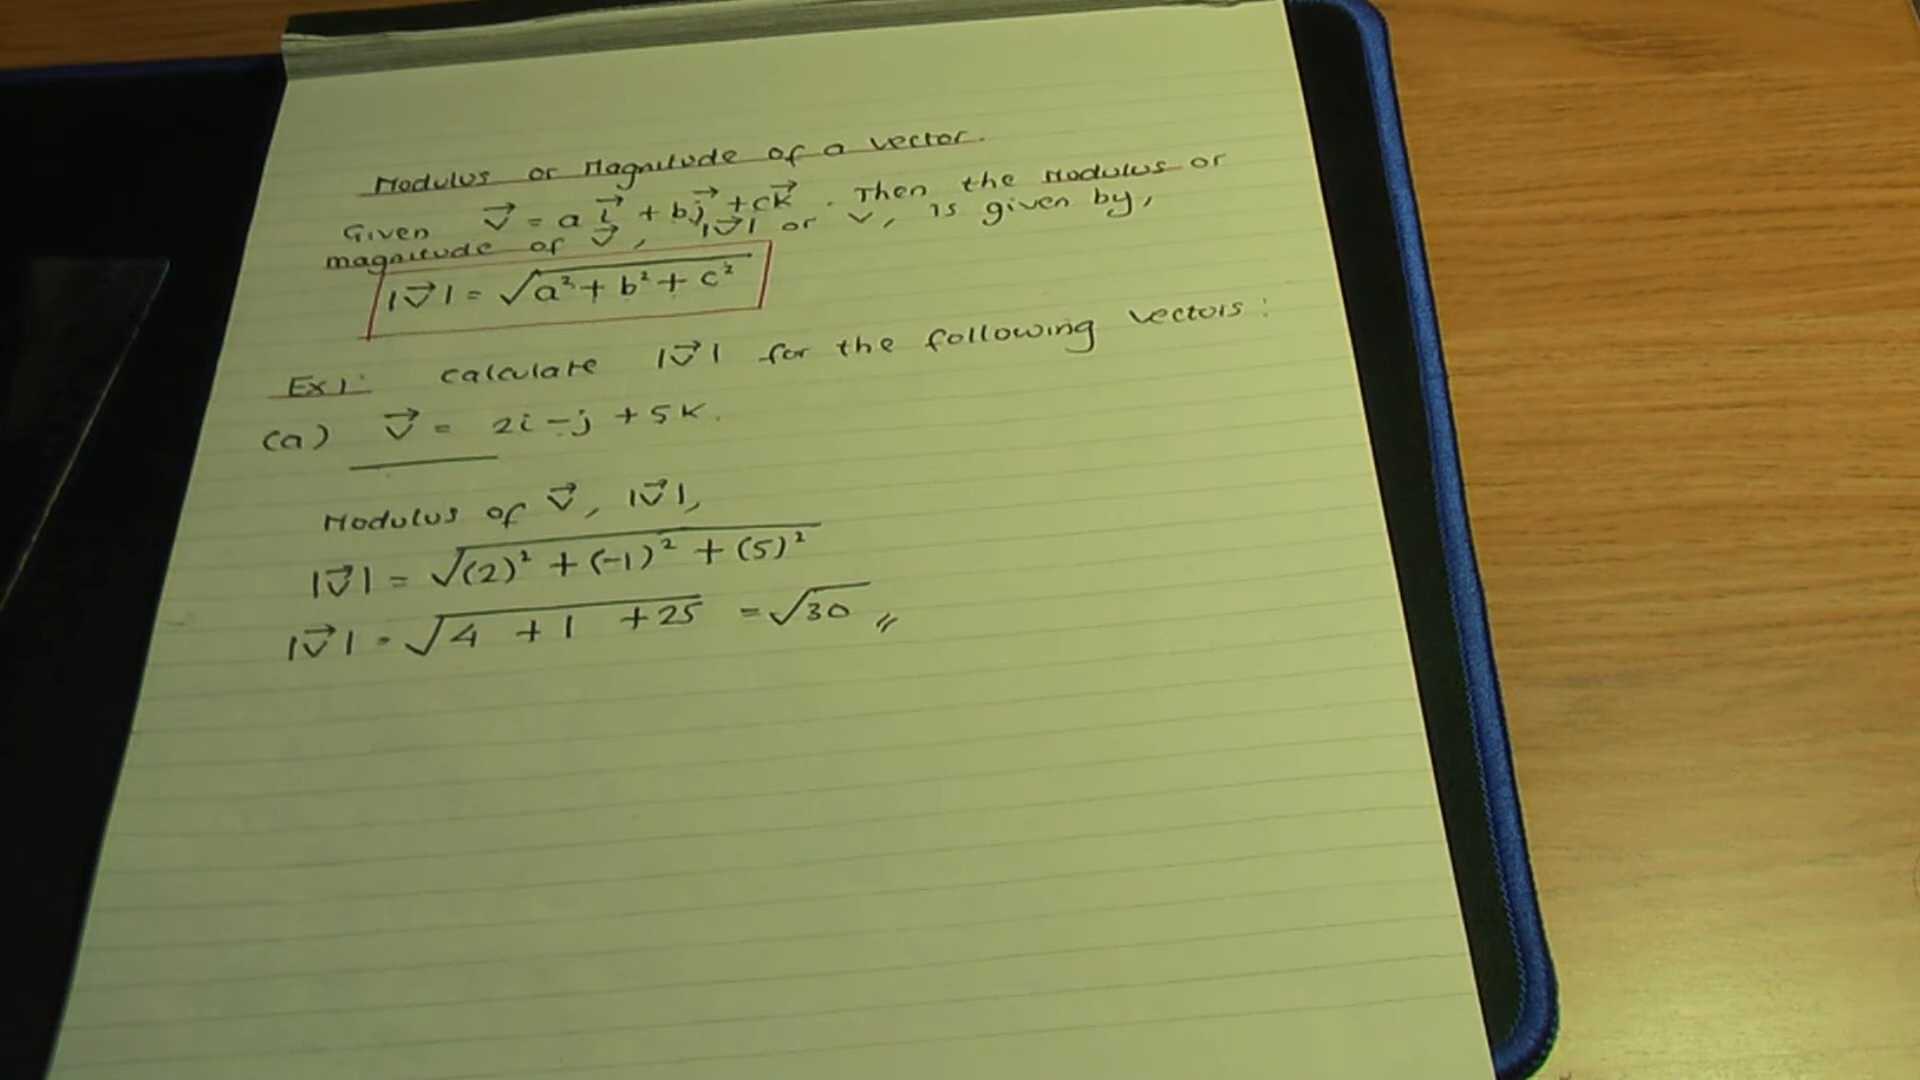 Modulus or Magnitude of a vector.
Given v⃗ = a i⃗ + bj⃗ + ck⃗ . Then the Modulus or
magnitude of v⃗, |v⃗| or v, is given by,
|v⃗| = √(a² + b² + c²)
Ex1: calculate |v⃗| for the following vectors:
(a) v⃗ = 2i - j + 5k.
Modulus of v⃗, |v⃗|,
|v⃗| = √((2)² + (-1)² + (5)²)
|v⃗| = √(4 + 1 + 25) = √30 //